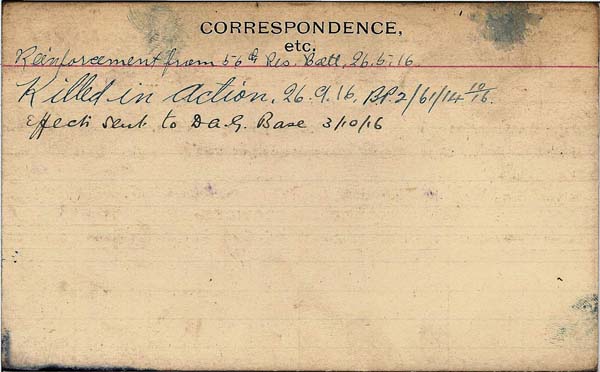 CORRESPONDENCE,
etc.
Reinforcement from 56th Res. Batt. 26.5.16.
Killed in Action. 26.9.16. B.P.2/61/14 10/16.
Effects sent to D.A.G. Base 3/10/16